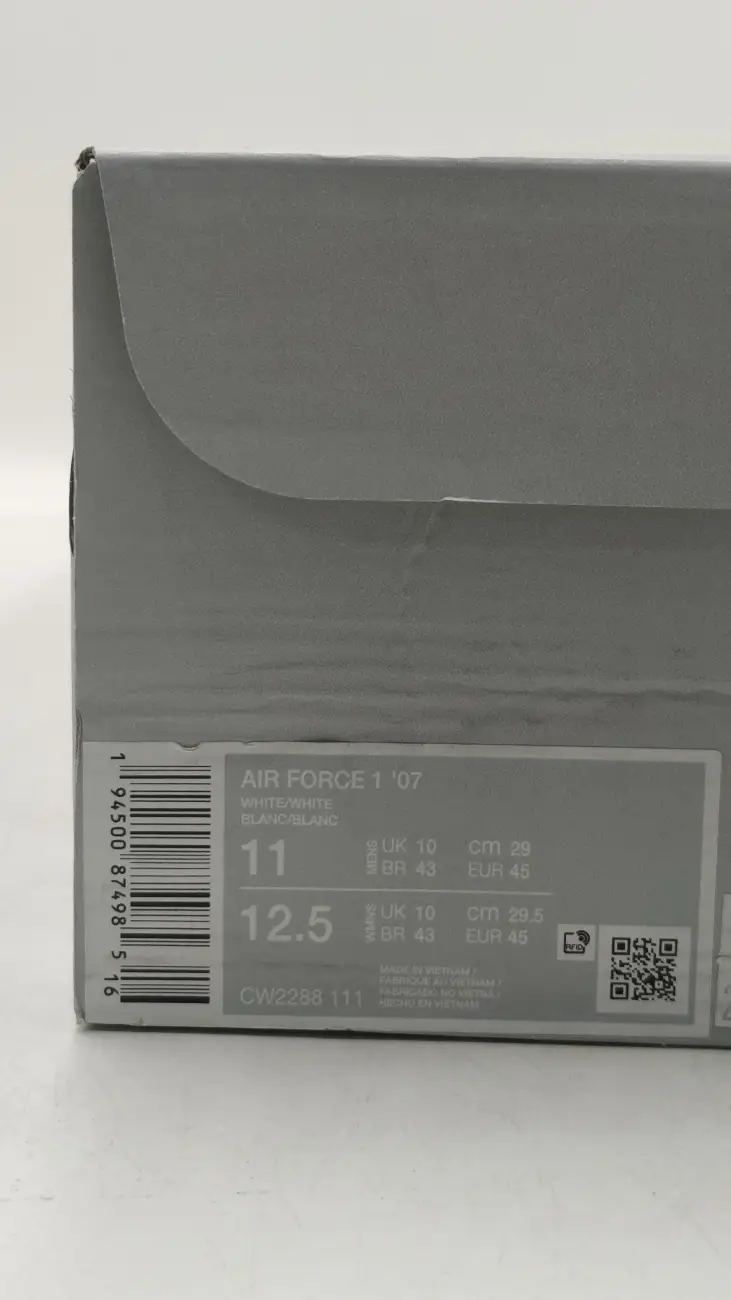 AIR FORCE 1 '07
WHITE/WHITE
BLANC/BLANC
11 MENS UK 10 cm 29
BR 43 EUR 45
12.5 WMNS UK 10 cm 29.5
BR 43 EUR 45
RFID
CW2288 111
MADE IN VIETNAM /
FABRIQUE AU VIETNAM /
FABRICADO NO VIETNÃ /
HECHO EN VIETNAM
1 94500 87498 5 16